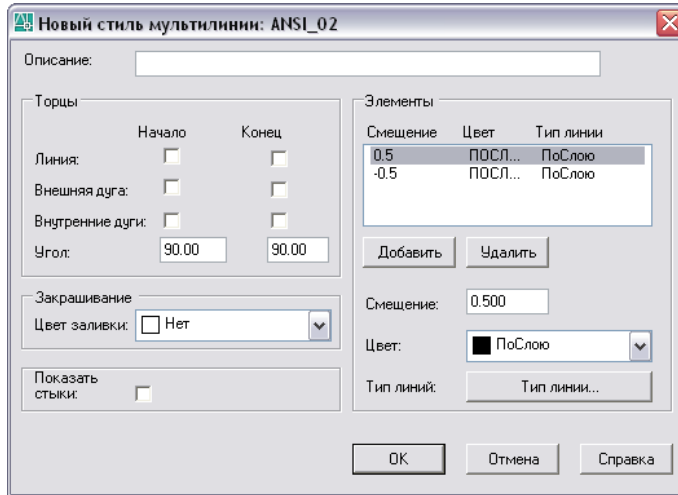 Новый стиль мультилинии: ANSI_02
Описание:
Торцы
Начало Конец
Линия:
Внешняя дуга:
Внутренние дуги:
Угол: 90.00 90.00
Закрашивание
Цвет заливки: Нет
Показать
стыки:
Элементы
Смещение Цвет Тип линии
0.5 ПОСЛ... ПоСлою
-0.5 ПОСЛ... ПоСлою
Добавить Удалить
Смещение: 0.500
Цвет: ПоСлою
Тип линий: Тип линии...
OK Отмена Справка